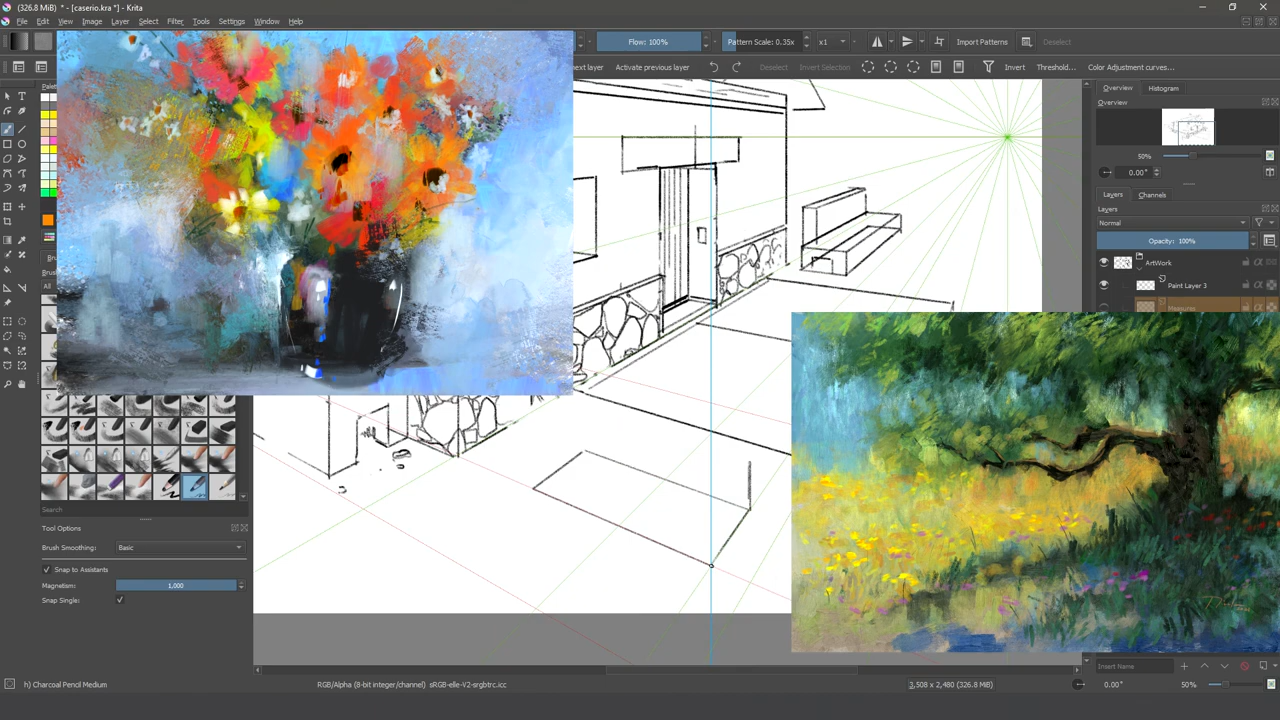 (326.8 MiB) * - [caserio.kra *] - Krita
File Edit View Image Layer Select Filter Tools Settings Window Help
Flow: 100%
Pattern Scale: 0.35x
x1
Import Patterns
Deselect
next layer
Activate previous layer
Deselect
Invert Selection
Invert
Threshold...
Color Adjustment curves...
Overview
Histogram
Overview
50%
0.00°
Layers
Channels
Layers
Normal
Opacity: 100%
ArtWork
Paint Layer 3
Measures
All
Search
Tool Options
Brush Smoothing:
Basic
Snap to Assistants
Magnetism:
1,000
Snap Single:
Insert Name
h) Charcoal Pencil Medium
RGB/Alpha (8-bit integer/channel) sRGB-elle-V2-srgbtrc.icc
3,508 x 2,480 (326.8 MiB)
0.00°
50%